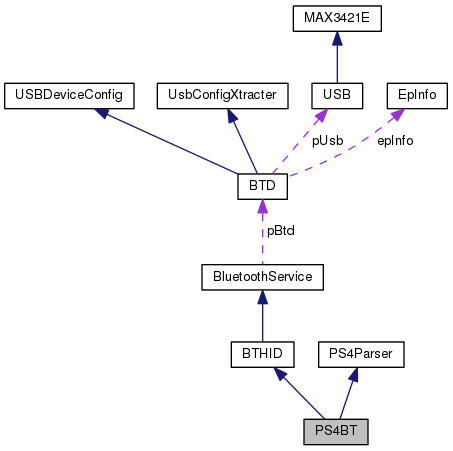 MAX3421E
USBDeviceConfig
UsbConfigXtracter
USB
EpInfo
pUsb
epInfo
BTD
pBtd
BluetoothService
BTHID
PS4Parser
PS4BT